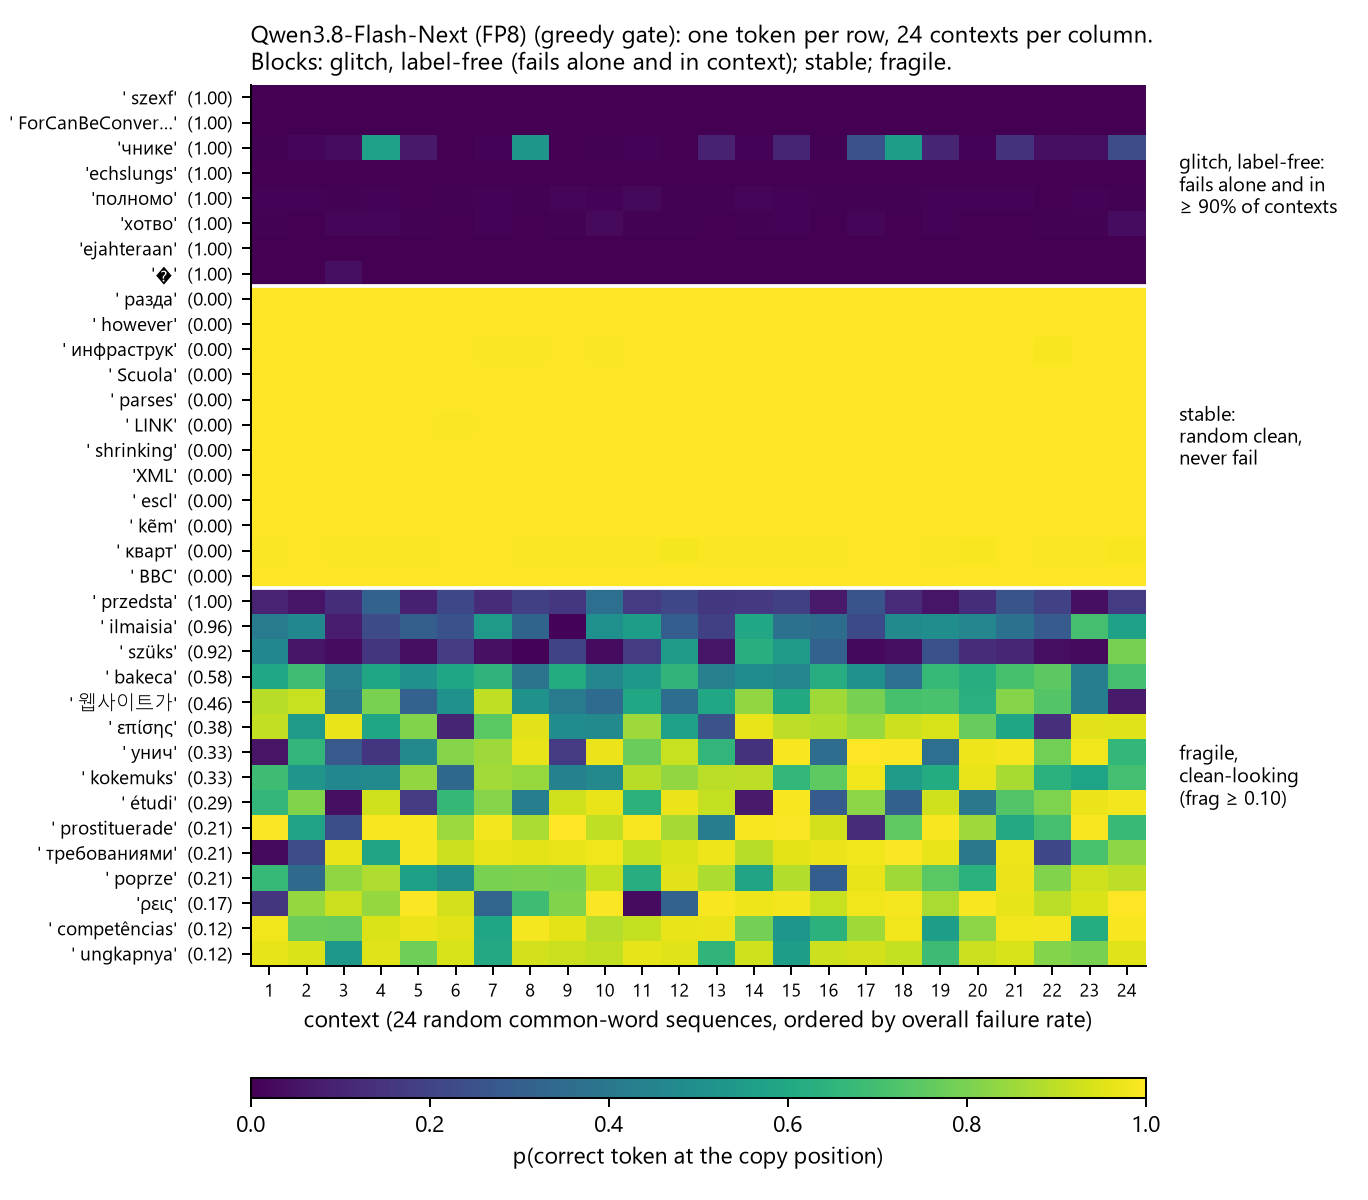 Qwen3.8-Flash-Next (FP8) (greedy gate): one token per row, 24 contexts per column.
Blocks: glitch, label-free (fails alone and in context); stable; fragile.
' szexf' (1.00)
' ForCanBeConver...' (1.00)
'чнике' (1.00)
'echslungs' (1.00)
'полномо' (1.00)
'хотво' (1.00)
'ejahteraan' (1.00)
'�' (1.00)
' разда' (0.00)
' however' (0.00)
' инфраструк' (0.00)
' Scuola' (0.00)
' parses' (0.00)
' LINK' (0.00)
' shrinking' (0.00)
'XML' (0.00)
' escl' (0.00)
' kẽm' (0.00)
' кварт' (0.00)
' BBC' (0.00)
' przedsta' (1.00)
' ilmaisia' (0.96)
' szüks' (0.92)
' bakeca' (0.58)
' 웹사이트가' (0.46)
' επίσης' (0.38)
' унич' (0.33)
' kokemuks' (0.33)
' étudi' (0.29)
' prostituerade' (0.21)
' требованиями' (0.21)
' poprze' (0.21)
'ρεις' (0.17)
' competências' (0.12)
' ungkapnya' (0.12)
glitch, label-free:
fails alone and in
≥ 90% of contexts
stable:
random clean,
never fail
fragile,
clean-looking
(frag ≥ 0.10)
1 2 3 4 5 6 7 8 9 10 11 12 13 14 15 16 17 18 19 20 21 22 23 24
context (24 random common-word sequences, ordered by overall failure rate)
0.0 0.2 0.4 0.6 0.8 1.0
p(correct token at the copy position)